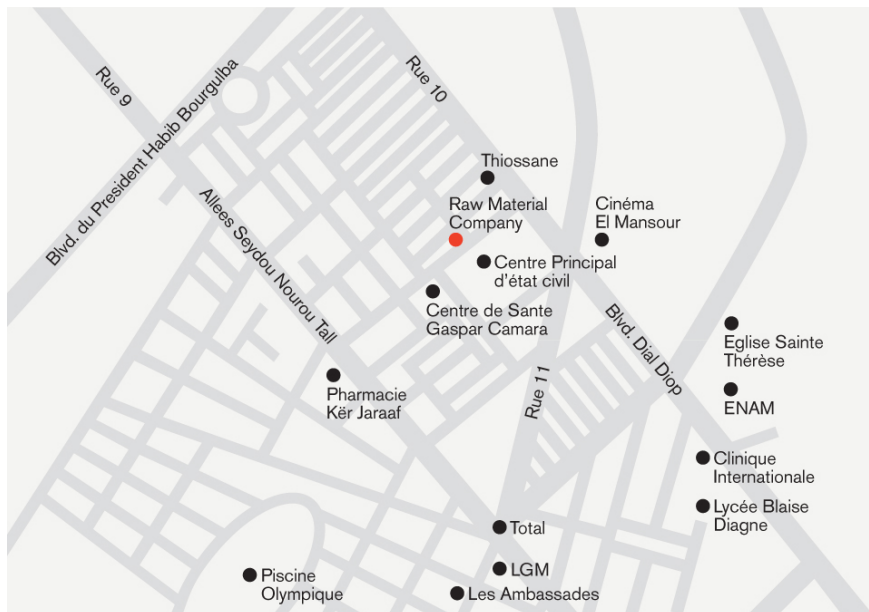 Rue 9
Blvd. du President Habib Bourgulba
Rue 10
Thiossane
Raw Material
Company
Cinéma
El Mansour
Allees Seydou Nourou Tall
Centre Principal
d'état civil
Centre de Sante
Gaspar Camara
Blvd. Dial Diop
Eglise Sainte
Thérèse
Pharmacie
Kër Jaraaf
Rue 11
ENAM
Clinique
Internationale
Lycée Blaise
Diagne
Total
LGM
Piscine
Olympique
Les Ambassades